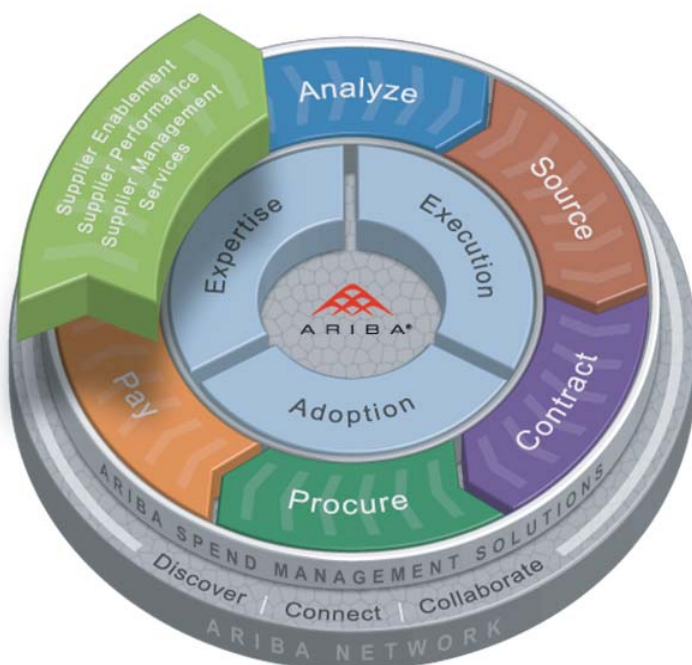 Supplier Enablement
Supplier Performance
Supplier Management
Services
Analyze
Source
Contract
Procure
Pay
Expertise
Execution
Adoption
ARIBA®
ARIBA SPEND MANAGEMENT SOLUTIONS
Discover | Connect | Collaborate
ARIBA NETWORK